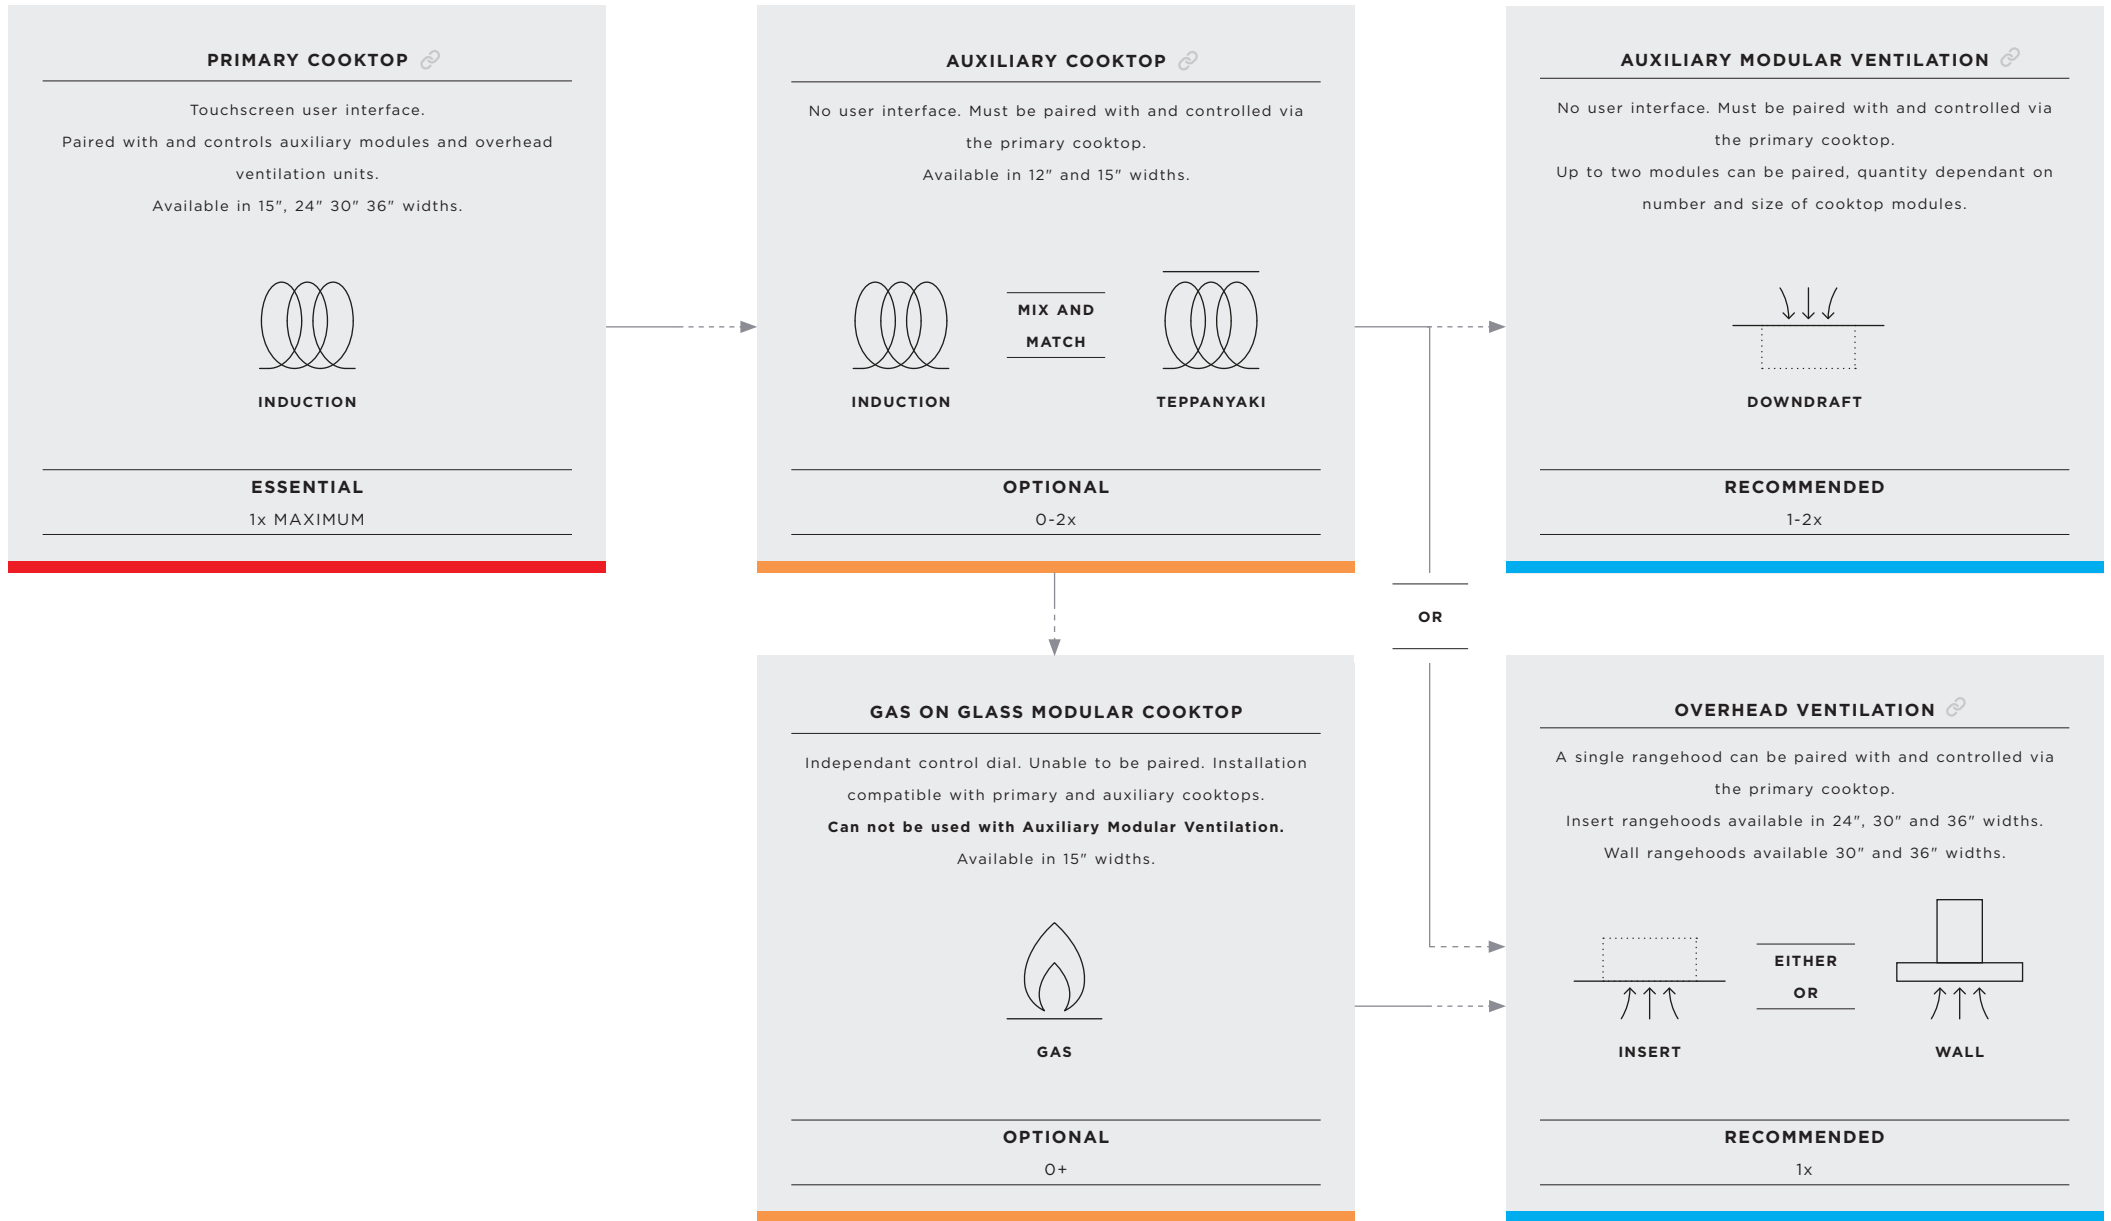 PRIMARY COOKTOP
Touchscreen user interface.
Paired with and controls auxiliary modules and overhead
ventilation units.
Available in 15", 24" 30" 36" widths.
INDUCTION
ESSENTIAL
1x MAXIMUM
AUXILIARY COOKTOP
No user interface. Must be paired with and controlled via
the primary cooktop.
Available in 12" and 15" widths.
INDUCTION
MIX AND
MATCH
TEPPANYAKI
OPTIONAL
0-2x
AUXILIARY MODULAR VENTILATION
No user interface. Must be paired with and controlled via
the primary cooktop.
Up to two modules can be paired, quantity dependant on
number and size of cooktop modules.
DOWNDRAFT
RECOMMENDED
1-2x
OR
GAS ON GLASS MODULAR COOKTOP
Independant control dial. Unable to be paired. Installation
compatible with primary and auxiliary cooktops.
Can not be used with Auxiliary Modular Ventilation.
Available in 15" widths.
GAS
OPTIONAL
0+
OVERHEAD VENTILATION
A single rangehood can be paired with and controlled via
the primary cooktop.
Insert rangehoods available in 24", 30" and 36" widths.
Wall rangehoods available 30" and 36" widths.
INSERT
EITHER
OR
WALL
RECOMMENDED
1x